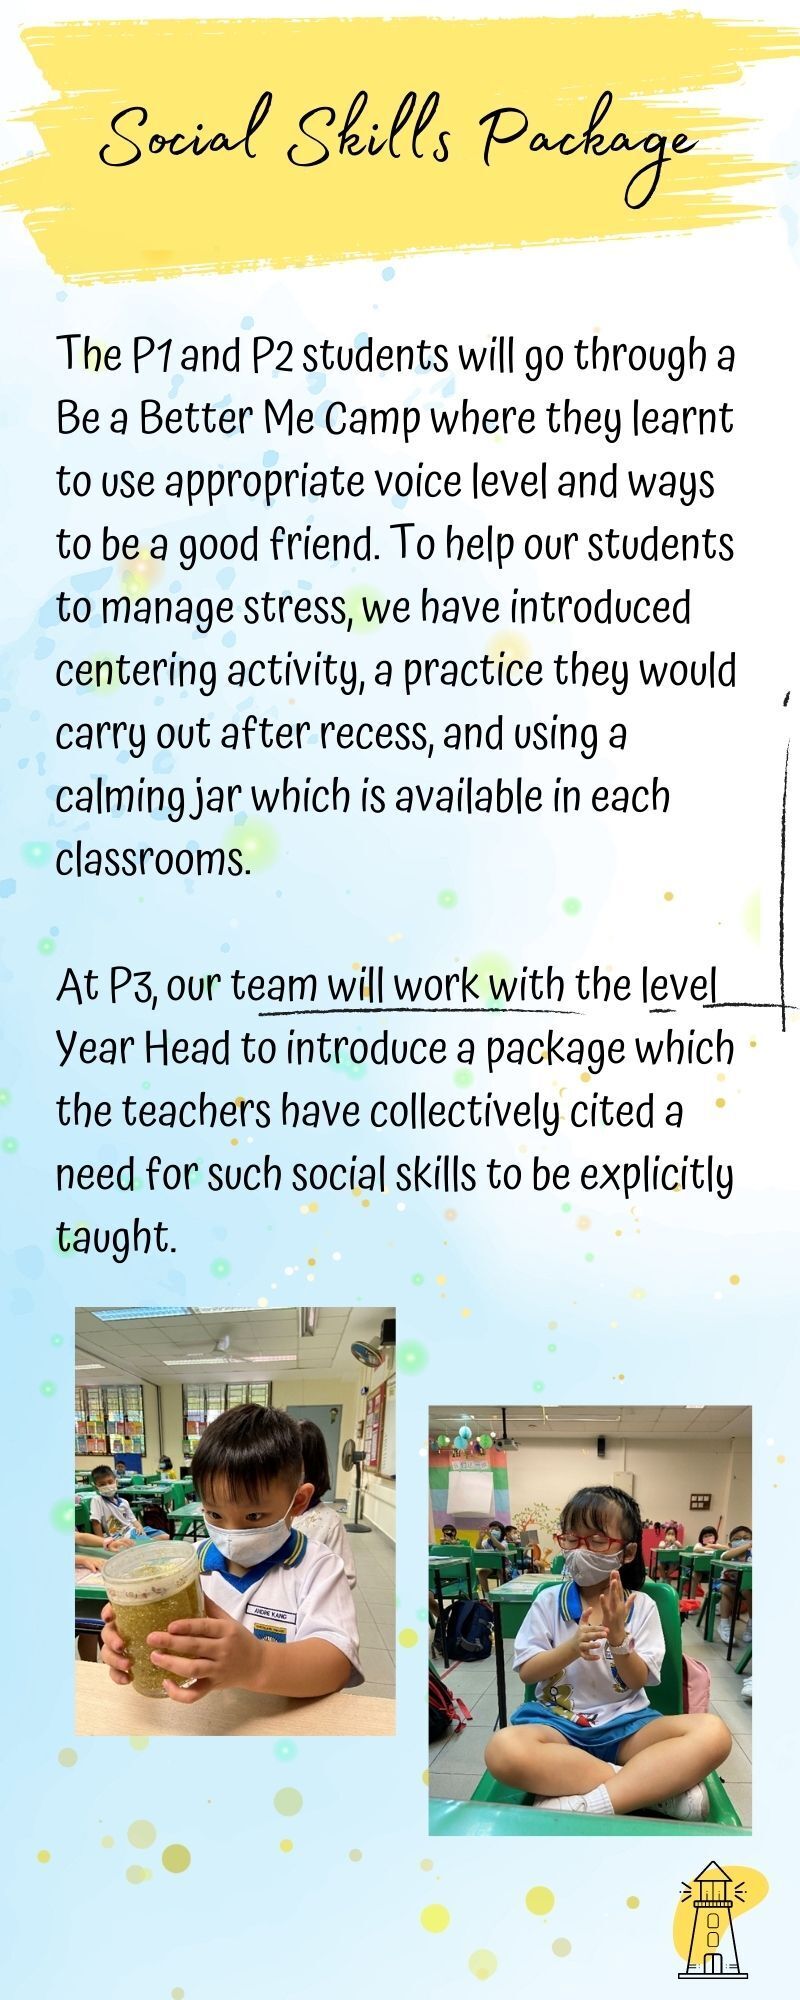 Social Skills Package
The P1 and P2 students will go through a
Be a Better Me Camp where they learnt
to use appropriate voice level and ways
to be a good friend. To help our students
to manage stress, we have introduced
centering activity, a practice they would
carry out after recess, and using a
calming jar which is available in each
classrooms.
At P3, our team will work with the level
Year Head to introduce a package which
the teachers have collectively cited a
need for such social skills to be explicitly
taught.
ANDRE KANG